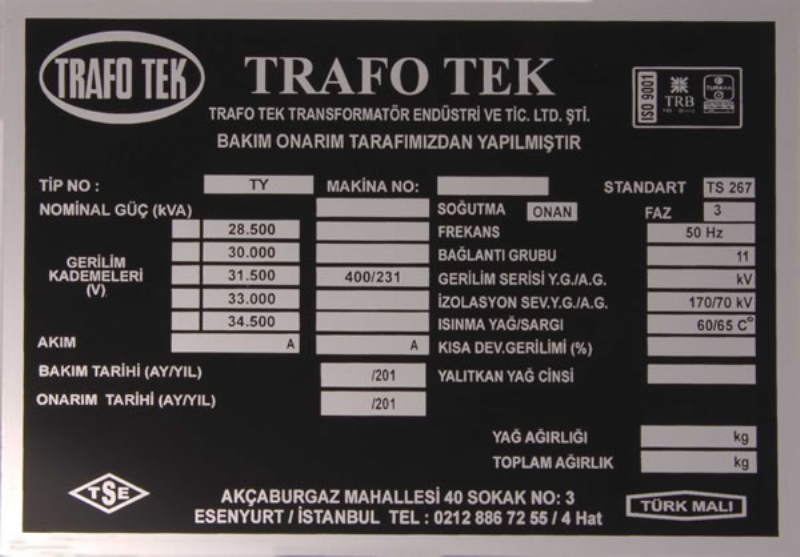 TRAFO TEK
TRAFO TEK
TRAFO TEK TRANSFORMATÖR ENDÜSTRİ VE TİC. LTD. ŞTİ.
BAKIM ONARIM TARAFIMIZDAN YAPILMIŞTIR
ISO 9001
TRB
TİP NO : TY MAKİNA NO: STANDART TS 267
NOMİNAL GÜÇ (kVA) SOĞUTMA ONAN FAZ 3
28.500 FREKANS 50 Hz
30.000 BAĞLANTI GRUBU 11
GERİLİM KADEMELERİ (V) 31.500 400/231 GERİLİM SERİSİ Y.G./A.G. kV
33.000 İZOLASYON SEV.Y.G./A.G. 170/70 kV
34.500 ISINMA YAĞ/SARGI 60/65 C°
AKIM A A KISA DEV.GERİLİMİ (%)
BAKIM TARİHİ (AY/YIL) /201 YALITKAN YAĞ CİNSİ
ONARIM TARİHİ (AY/YIL) /201
YAĞ AĞIRLIĞI kg
TOPLAM AĞIRLIK kg
TSE
AKÇABURGAZ MAHALLESİ 40 SOKAK NO: 3
ESENYURT / İSTANBUL TEL : 0212 886 72 55 / 4 Hat
TÜRK MALI